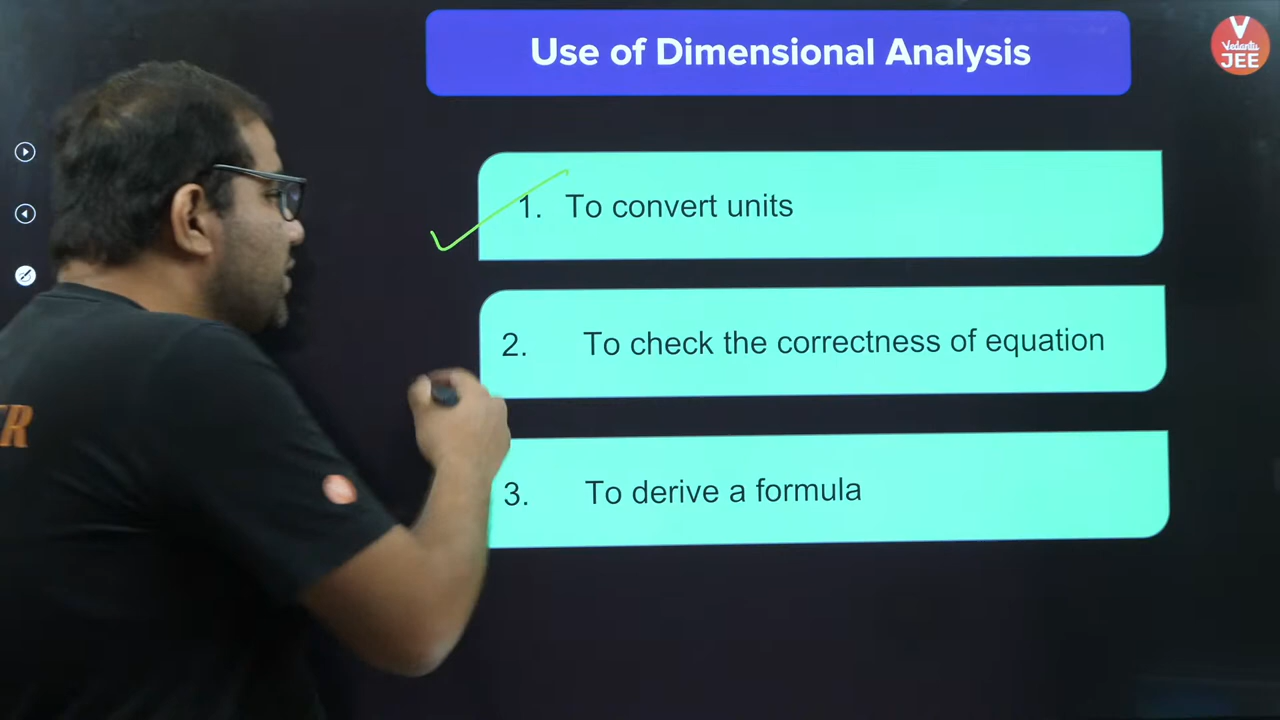 Use of Dimensional Analysis
V
Vedantu
JEE
1. To convert units
2. To check the correctness of equation
R
3. To derive a formula